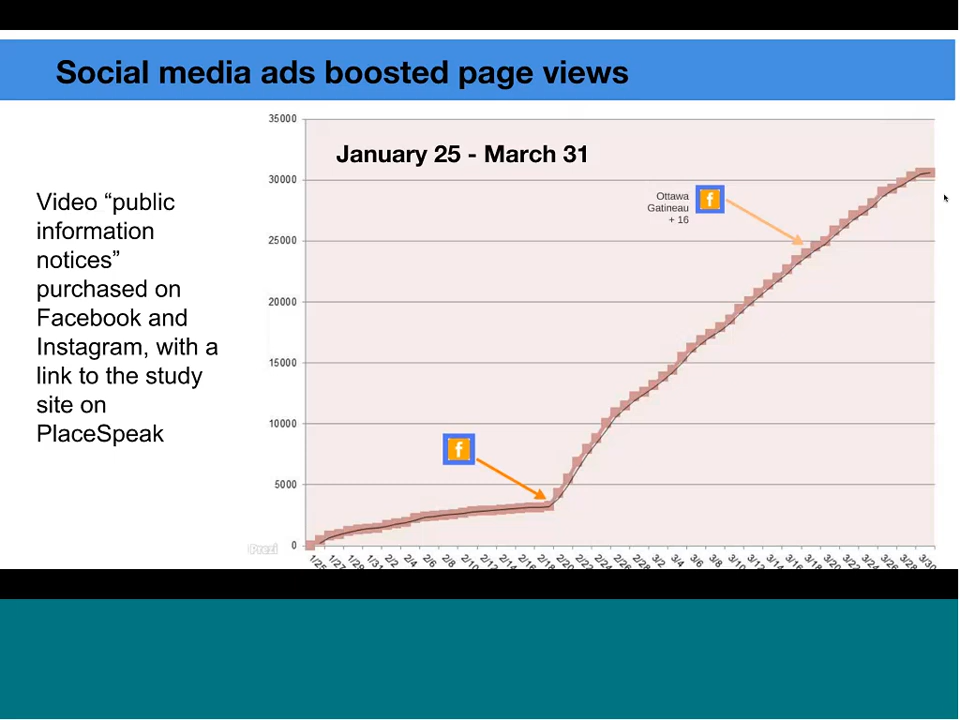 Social media ads boosted page views
Video “public
information
notices”
purchased on
Facebook and
Instagram, with a
link to the study
site on
PlaceSpeak
January 25 - March 31
35000
30000
25000
20000
15000
10000
5000
0
Ottawa
Gatineau
+ 16
f
f
Prezi
1/25 1/27 1/29 1/31 2/2 2/4 2/6 2/8 2/10 2/12 2/14 2/16 2/18 2/20 2/22 2/24 2/26 2/28 3/2 3/4 3/6 3/8 3/10 3/12 3/14 3/16 3/18 3/20 3/22 3/24 3/26 3/28 3/30